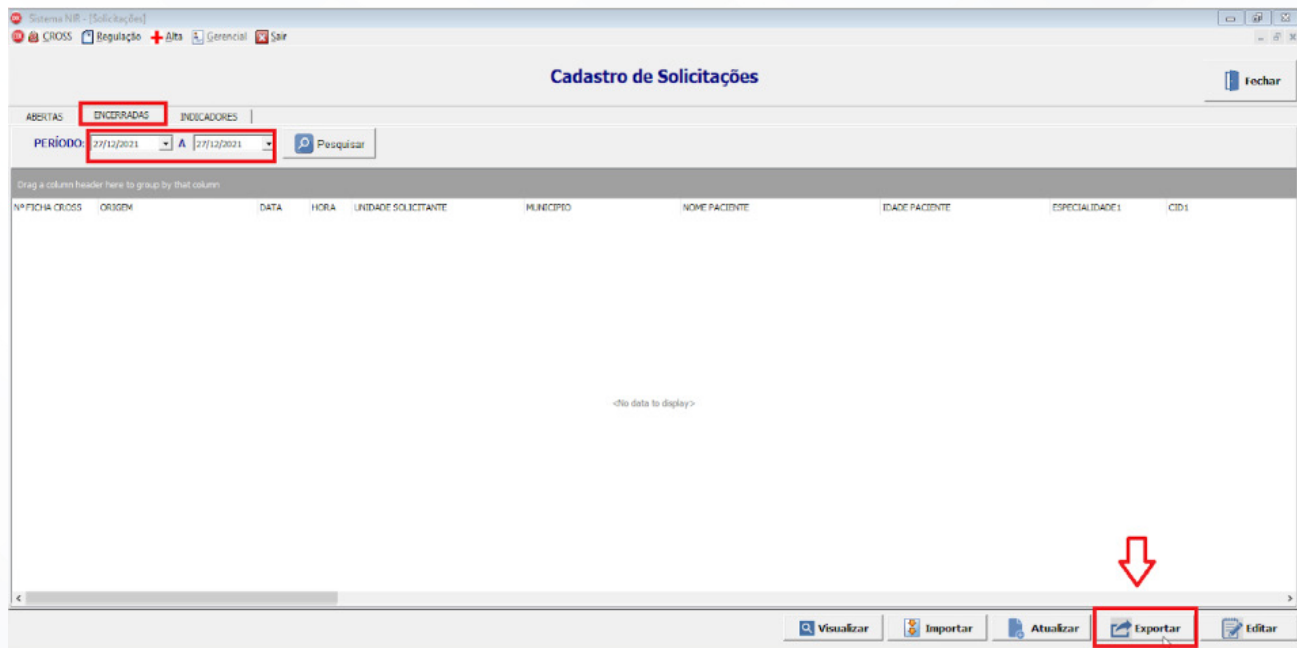 Sistema NIR - [Solicitações]
CROSS Regulação Alta Gerencial Sair
Cadastro de Solicitações
Fechar
ABERTAS ENCERRADAS INDICADORES
PERÍODO: 27/12/2021 A 27/12/2021 Pesquisar
Drag a column header here to group by that column
Nº FICHA CROSS ORIGEM DATA HORA UNIDADE SOLICITANTE MUNICIPIO NOME PACIENTE IDADE PACIENTE ESPECIALIDADE1 CID1
<No data to display>
Visualizar Importar Atualizar Exportar Editar